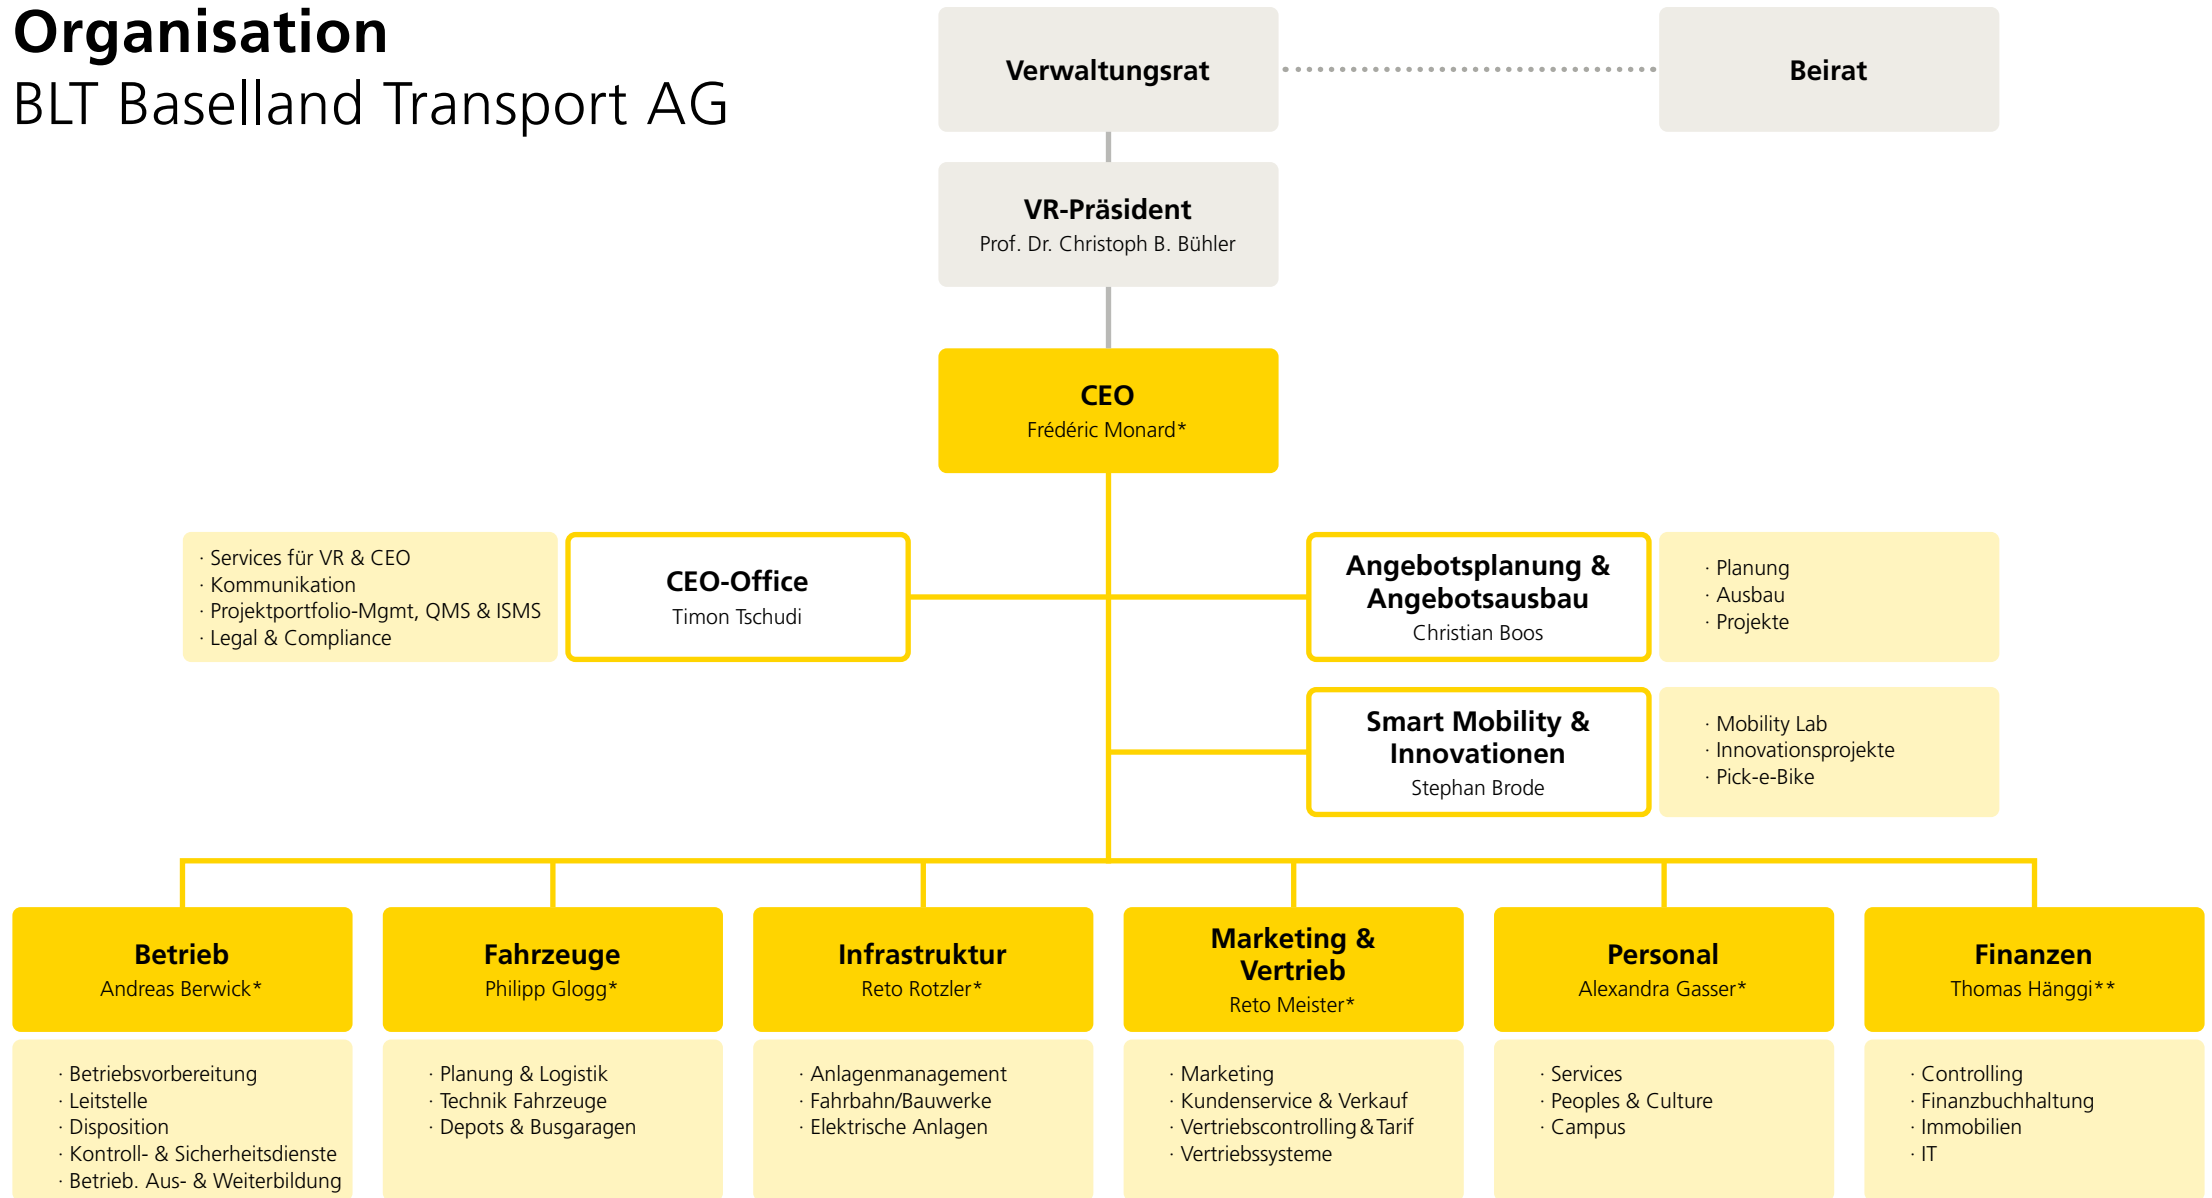 Organisation
BLT Baselland Transport AG
Verwaltungsrat
Beirat
VR-Präsident
Prof. Dr. Christoph B. Bühler
CEO
Frédéric Monard*
· Services für VR & CEO
· Kommunikation
· Projektportfolio-Mgmt, QMS & ISMS
· Legal & Compliance
CEO-Office
Timon Tschudi
Angebotsplanung &
Angebotsausbau
Christian Boos
· Planung
· Ausbau
· Projekte
Smart Mobility &
Innovationen
Stephan Brode
· Mobility Lab
· Innovationsprojekte
· Pick-e-Bike
Betrieb
Andreas Berwick*
· Betriebsvorbereitung
· Leitstelle
· Disposition
· Kontroll- & Sicherheitsdienste
· Betrieb. Aus- & Weiterbildung
Fahrzeuge
Philipp Glogg*
· Planung & Logistik
· Technik Fahrzeuge
· Depots & Busgaragen
Infrastruktur
Reto Rotzler*
· Anlagenmanagement
· Fahrbahn/Bauwerke
· Elektrische Anlagen
Marketing &
Vertrieb
Reto Meister*
· Marketing
· Kundenservice & Verkauf
· Vertriebscontrolling & Tarif
· Vertriebssysteme
Personal
Alexandra Gasser*
· Services
· Peoples & Culture
· Campus
Finanzen
Thomas Hänggi**
· Controlling
· Finanzbuchhaltung
· Immobilien
· IT